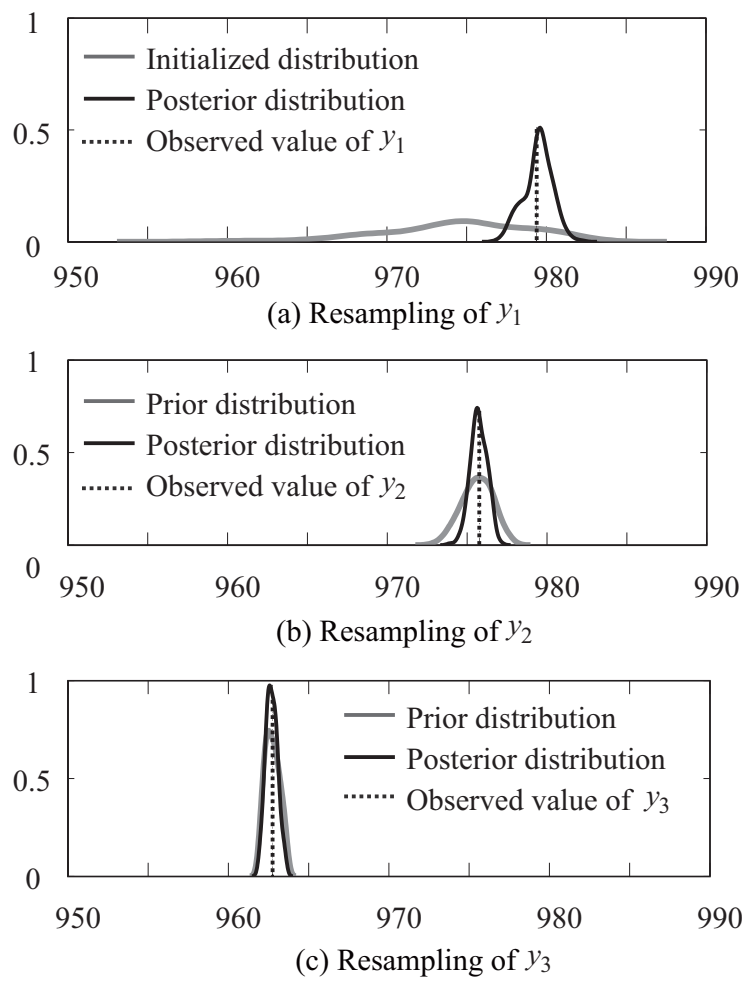 1
Initialized distribution
Posterior distribution
Observed value of y1
0.5
0
950 960 970 980 990
(a) Resampling of y1
1
Prior distribution
Posterior distribution
Observed value of y2
0.5
0
950 960 970 980 990
(b) Resampling of y2
1
Prior distribution
Posterior distribution
Observed value of y3
0.5
0
950 960 970 980 990
(c) Resampling of y3